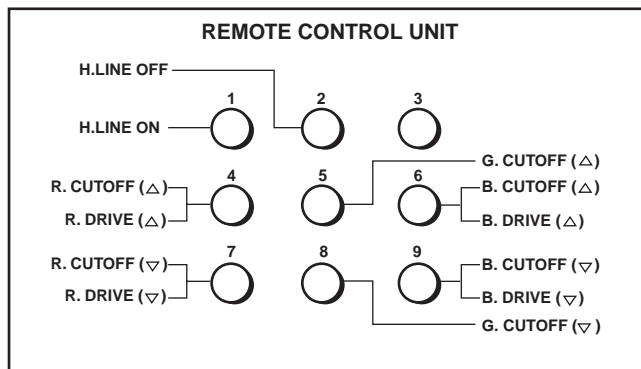 REMOTE CONTROL UNIT
H.LINE OFF
1 2 3
H.LINE ON
G. CUTOFF (△)
R. CUTOFF (△) 4 5 6 B. CUTOFF (△)
R. DRIVE (△) B. DRIVE (△)
R. CUTOFF (▽) 7 8 9 B. CUTOFF (▽)
R. DRIVE (▽) B. DRIVE (▽)
G. CUTOFF (▽)